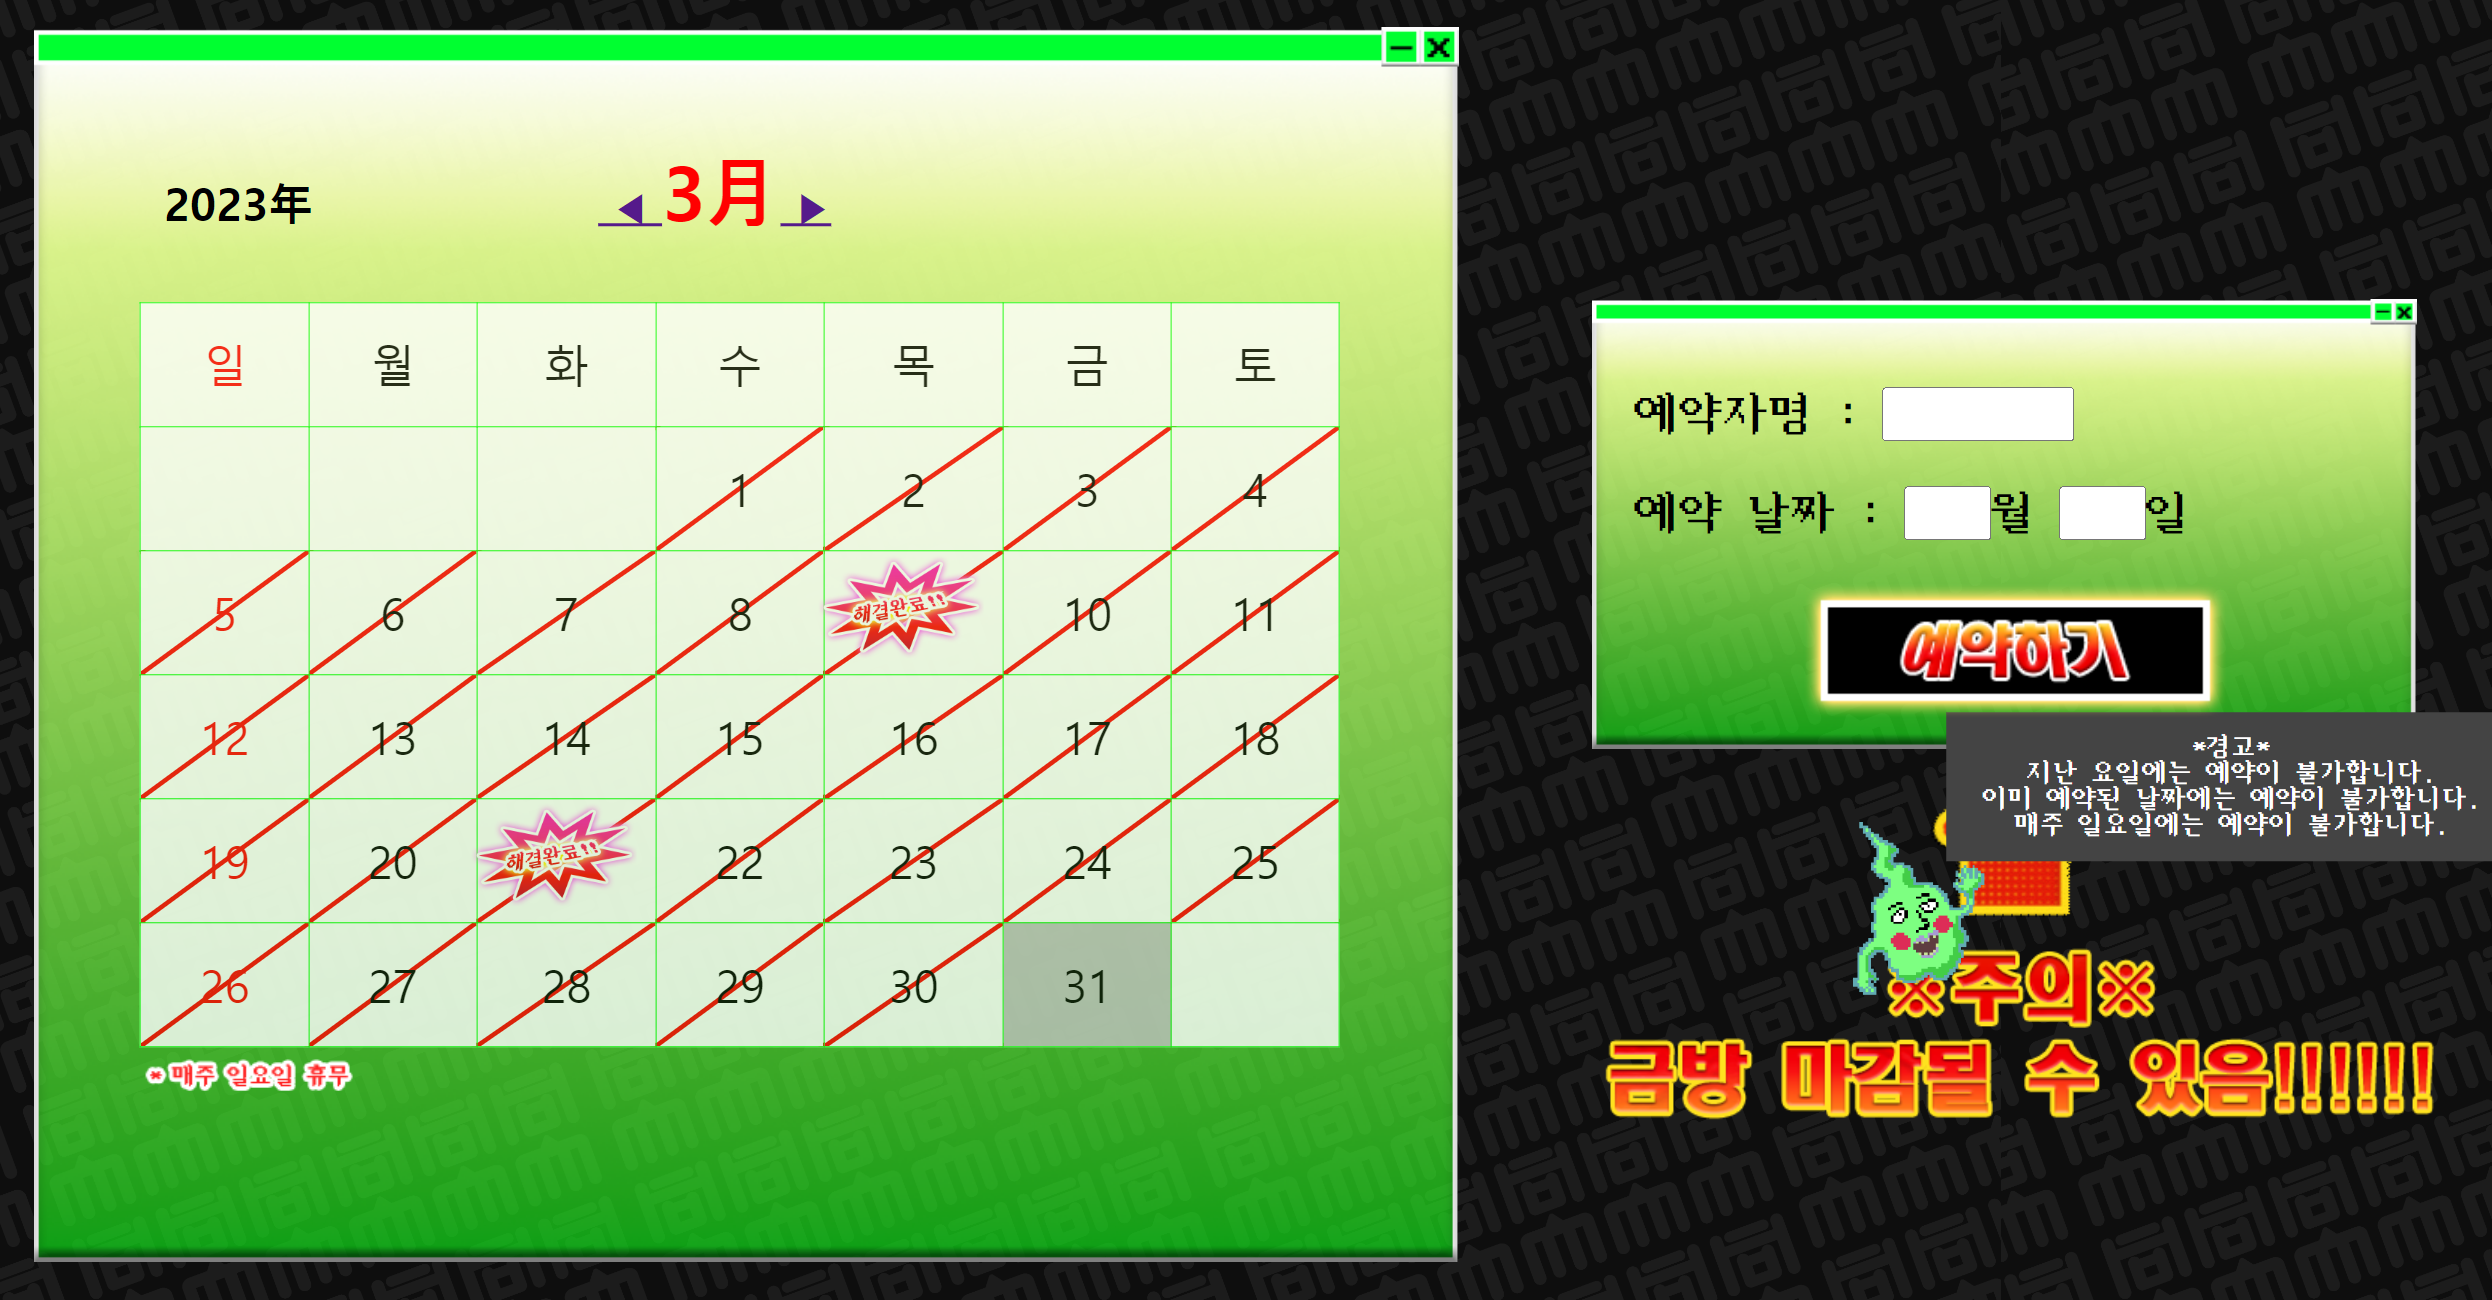 2023年
◀3月▶
일 월 화 수 목 금 토
1 2 3 4
5 6 7 8 해결완료!! 10 11
12 13 14 15 16 17 18
19 20 해결완료!! 22 23 24 25
26 27 28 29 30 31
* 매주 일요일 휴무
예약자명 :
예약 날짜 : 월 일
예약하기
*경고*
지난 요일에는 예약이 불가합니다.
이미 예약된 날짜에는 예약이 불가합니다.
매주 일요일에는 예약이 불가합니다.
※주의※
금방 마감될 수 있음!!!!!!